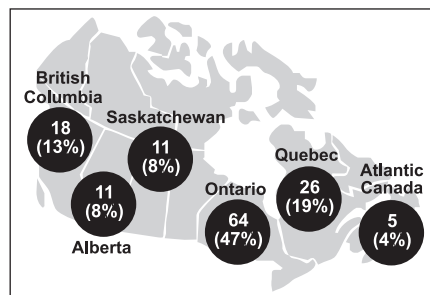 British
Columbia
18
(13%)
Saskatchewan
11
(8%)
11
(8%)
Alberta
Ontario
64
(47%)
Quebec
26
(19%)
Atlantic
Canada
5
(4%)